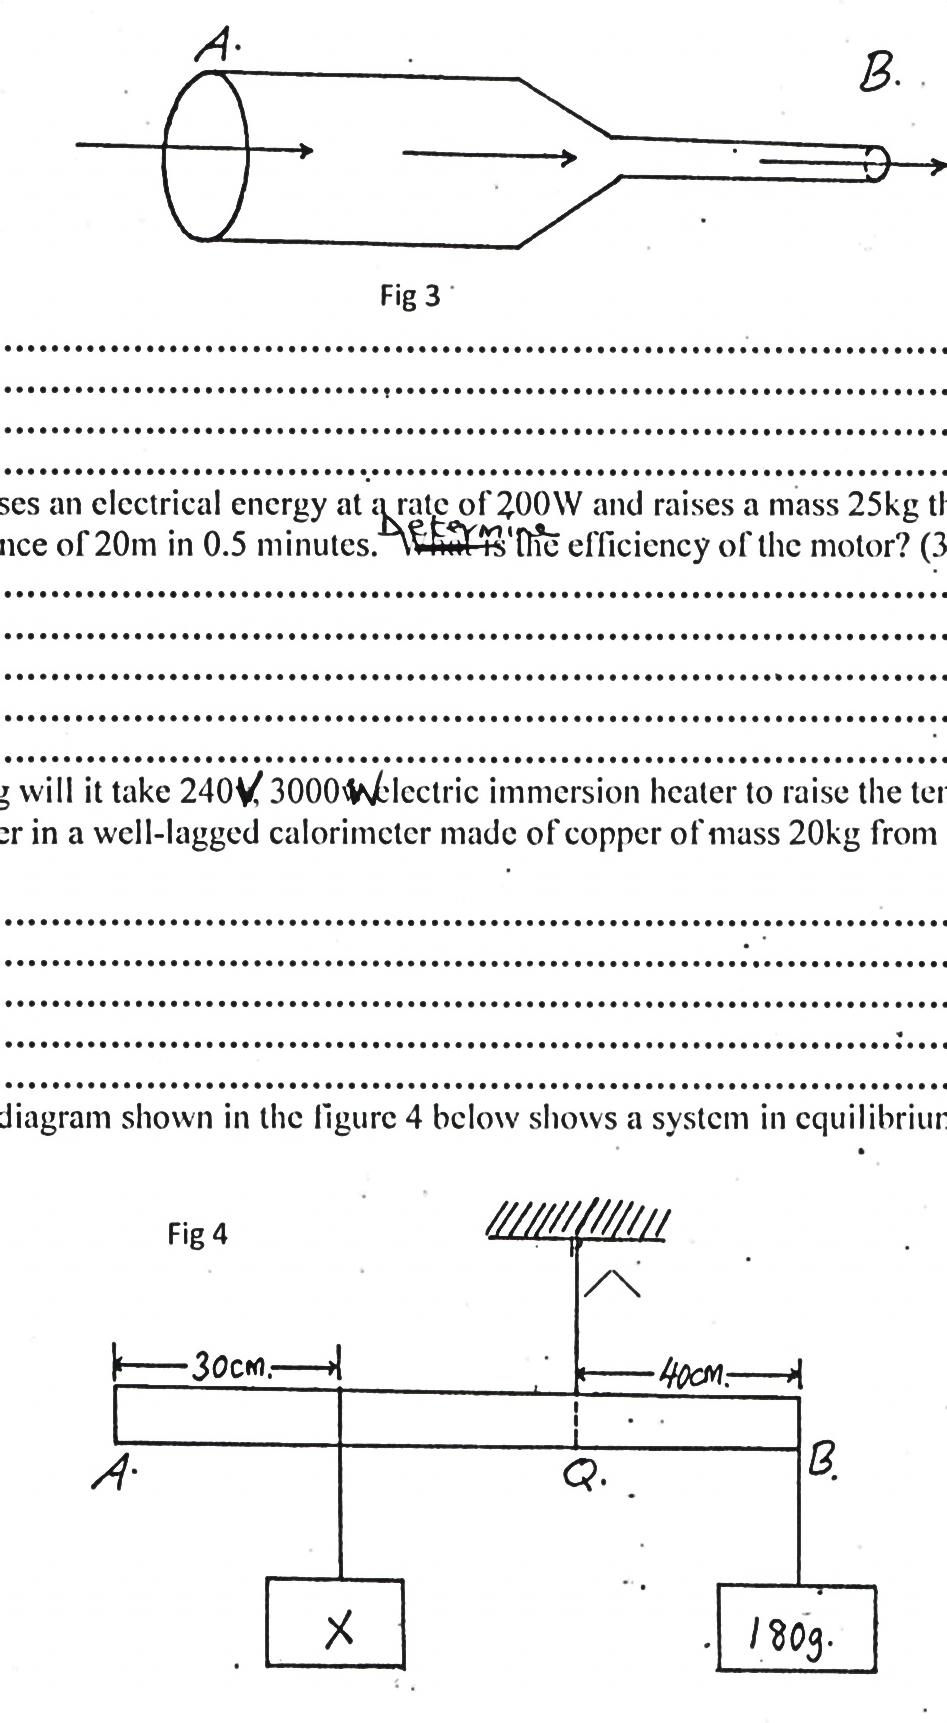 A.
B.
Fig 3
ses an electrical energy at a rate of 200W and raises a mass 25kg th
Determine
nce of 20m in 0.5 minutes. is the efficiency of the motor? (3
g will it take 240V, 3000W electric immersion heater to raise the ter
er in a well-lagged calorimeter made of copper of mass 20kg from
diagram shown in the figure 4 below shows a system in equilibriur
Fig 4
30cm.
40cm.
A.
Q.
B.
X
180g.